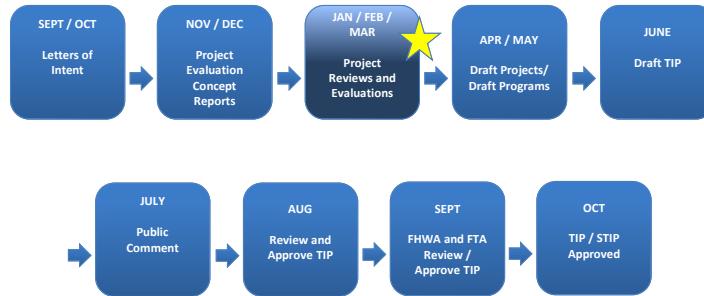 SEPT / OCT
Letters of
Intent
NOV / DEC
Project
Evaluation
Concept
Reports
JAN / FEB /
MAR
Project
Reviews and
Evaluations
APR / MAY
Draft Projects/
Draft Programs
JUNE
Draft TIP
JULY
Public
Comment
AUG
Review and
Approve TIP
SEPT
FHWA and FTA
Review /
Approve TIP
OCT
TIP / STIP
Approved